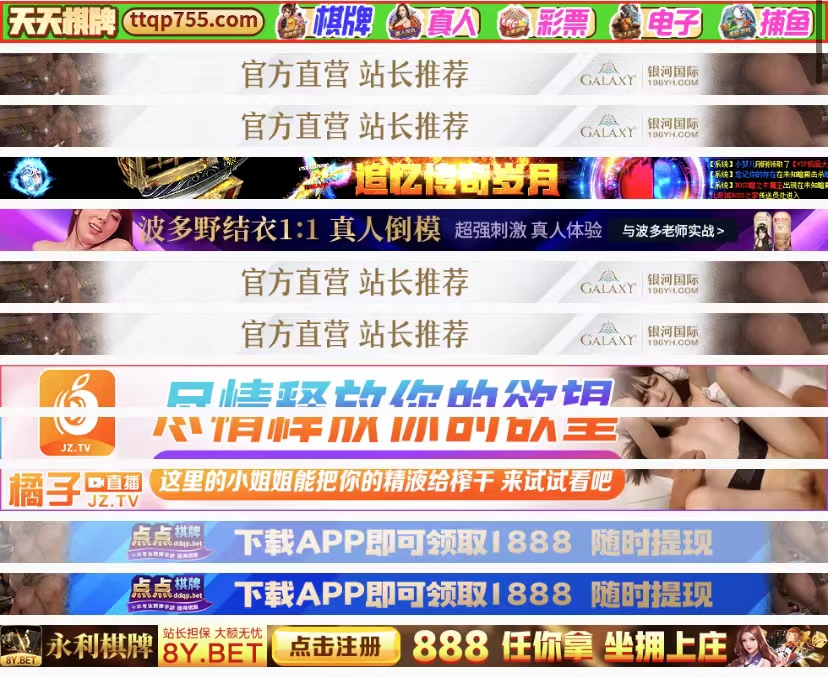 天天棋牌 ttqp755.com 棋牌 真人 彩票 电子 捕鱼
官方直营 站长推荐 GALAXY 银河国际 196YH.COM
官方直营 站长推荐 GALAXY 银河国际 196YH.COM
追忆传奇岁月
波多野结衣1:1 真人倒模 超强刺激 真人体验 与波多老师实战>
官方直营 站长推荐 GALAXY 银河国际 196YH.COM
官方直营 站长推荐 GALAXY 银河国际 196YH.COM
尽情释放你的欲望
JZ.TV
橘子 直播 JZ.TV 这里的小姐姐能把你的精液给榨干 来试试看吧
点点棋牌 ddqp.bet 下载APP即可领取1888 随时提现
点点棋牌 ddqp.bet 下载APP即可领取1888 随时提现
8Y.BET 永利棋牌 站长担保 大额无忧 8Y.BET 点击注册 888 任你拿 坐拥上庄